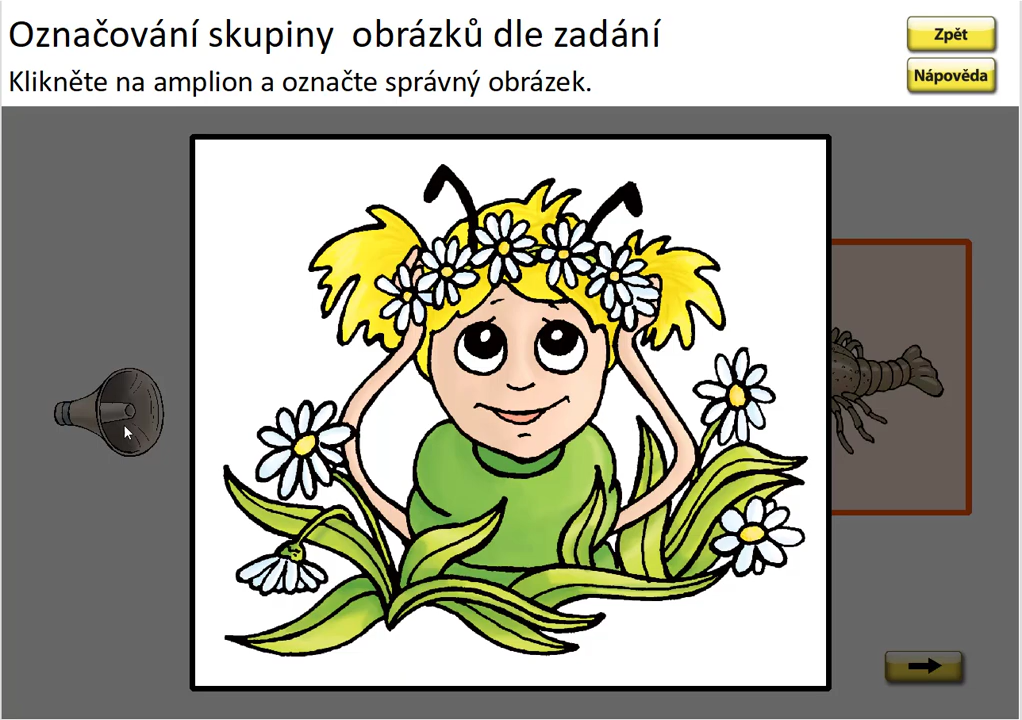 Označování skupiny  obrázků dle zadání
Zpět
Klikněte na amplion a označte správný obrázek.
Nápověda